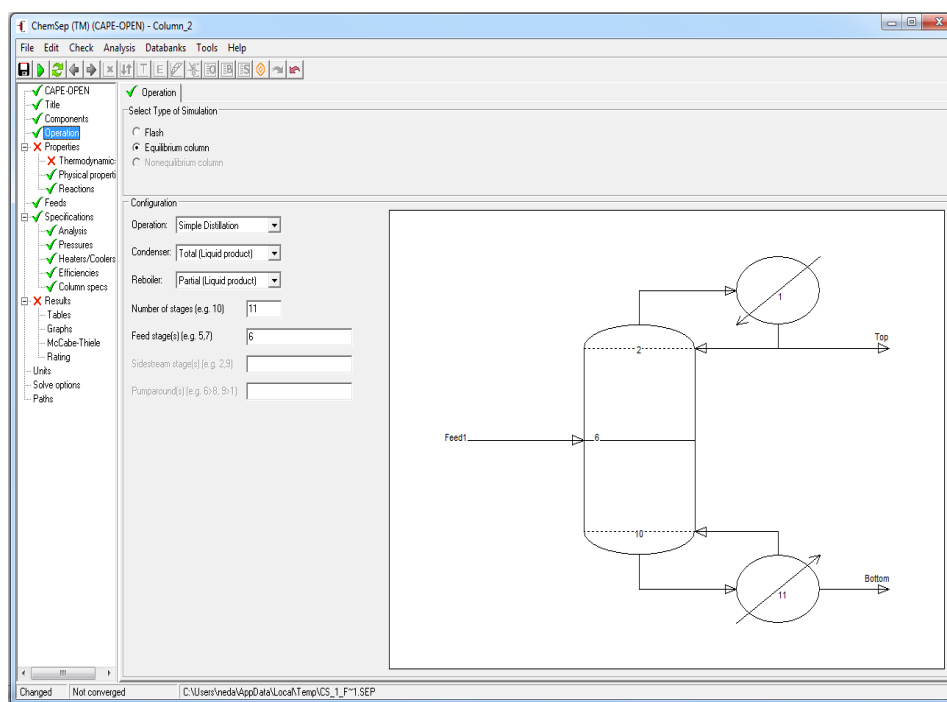 ChemSep (TM) (CAPE-OPEN) - Column_2
File Edit Check Analysis Databanks Tools Help
CAPE-OPEN
Title
Components
Operation
Properties
Thermodynamic:
Physical properti
Reactions
Feeds
Specifications
Analysis
Pressures
Heaters/Coolers
Efficiencies
Column specs
Results
Tables
Graphs
McCabe-Thiele
Rating
Units
Solve options
Paths
Operation
Select Type of Simulation
Flash
Equilibrium column
Nonequilibrium column
Configuration
Operation: Simple Distillation
Condenser: Total (Liquid product)
Reboiler: Partial (Liquid product)
Number of stages (e.g. 10) 11
Feed stage(s) (e.g. 5,7) 6
Sidestream stage(s) (e.g. 2,9)
Pumparound(s) (e.g. 6>8, 9>1)
1
Top
2
Feed1
6
10
Bottom
11
Changed Not converged C:\Users\neda\AppData\Local\Temp\CS_1_F~1.SEP